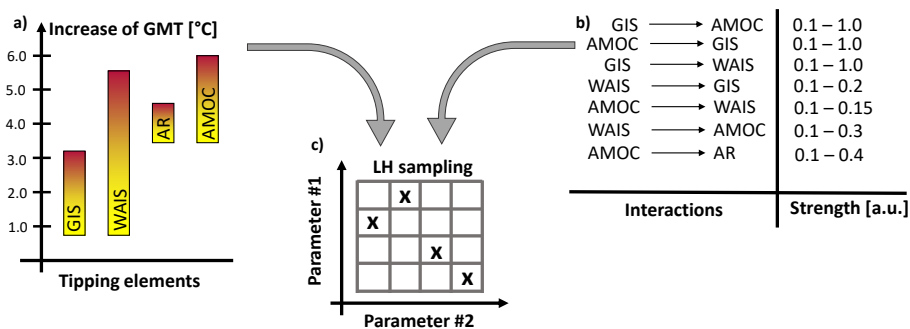 a)
Increase of GMT [°C]
6.0
5.0
4.0
3.0
2.0
1.0
GIS
WAIS
AR
AMOC
Tipping elements
b)
GIS AMOC 0.1 – 1.0
AMOC GIS 0.1 – 1.0
GIS WAIS 0.1 – 1.0
WAIS GIS 0.1 – 0.2
AMOC WAIS 0.1 – 0.15
WAIS AMOC 0.1 – 0.3
AMOC AR 0.1 – 0.4
Interactions Strength [a.u.]
c)
LH sampling
Parameter #1
X
X
X
X
Parameter #2